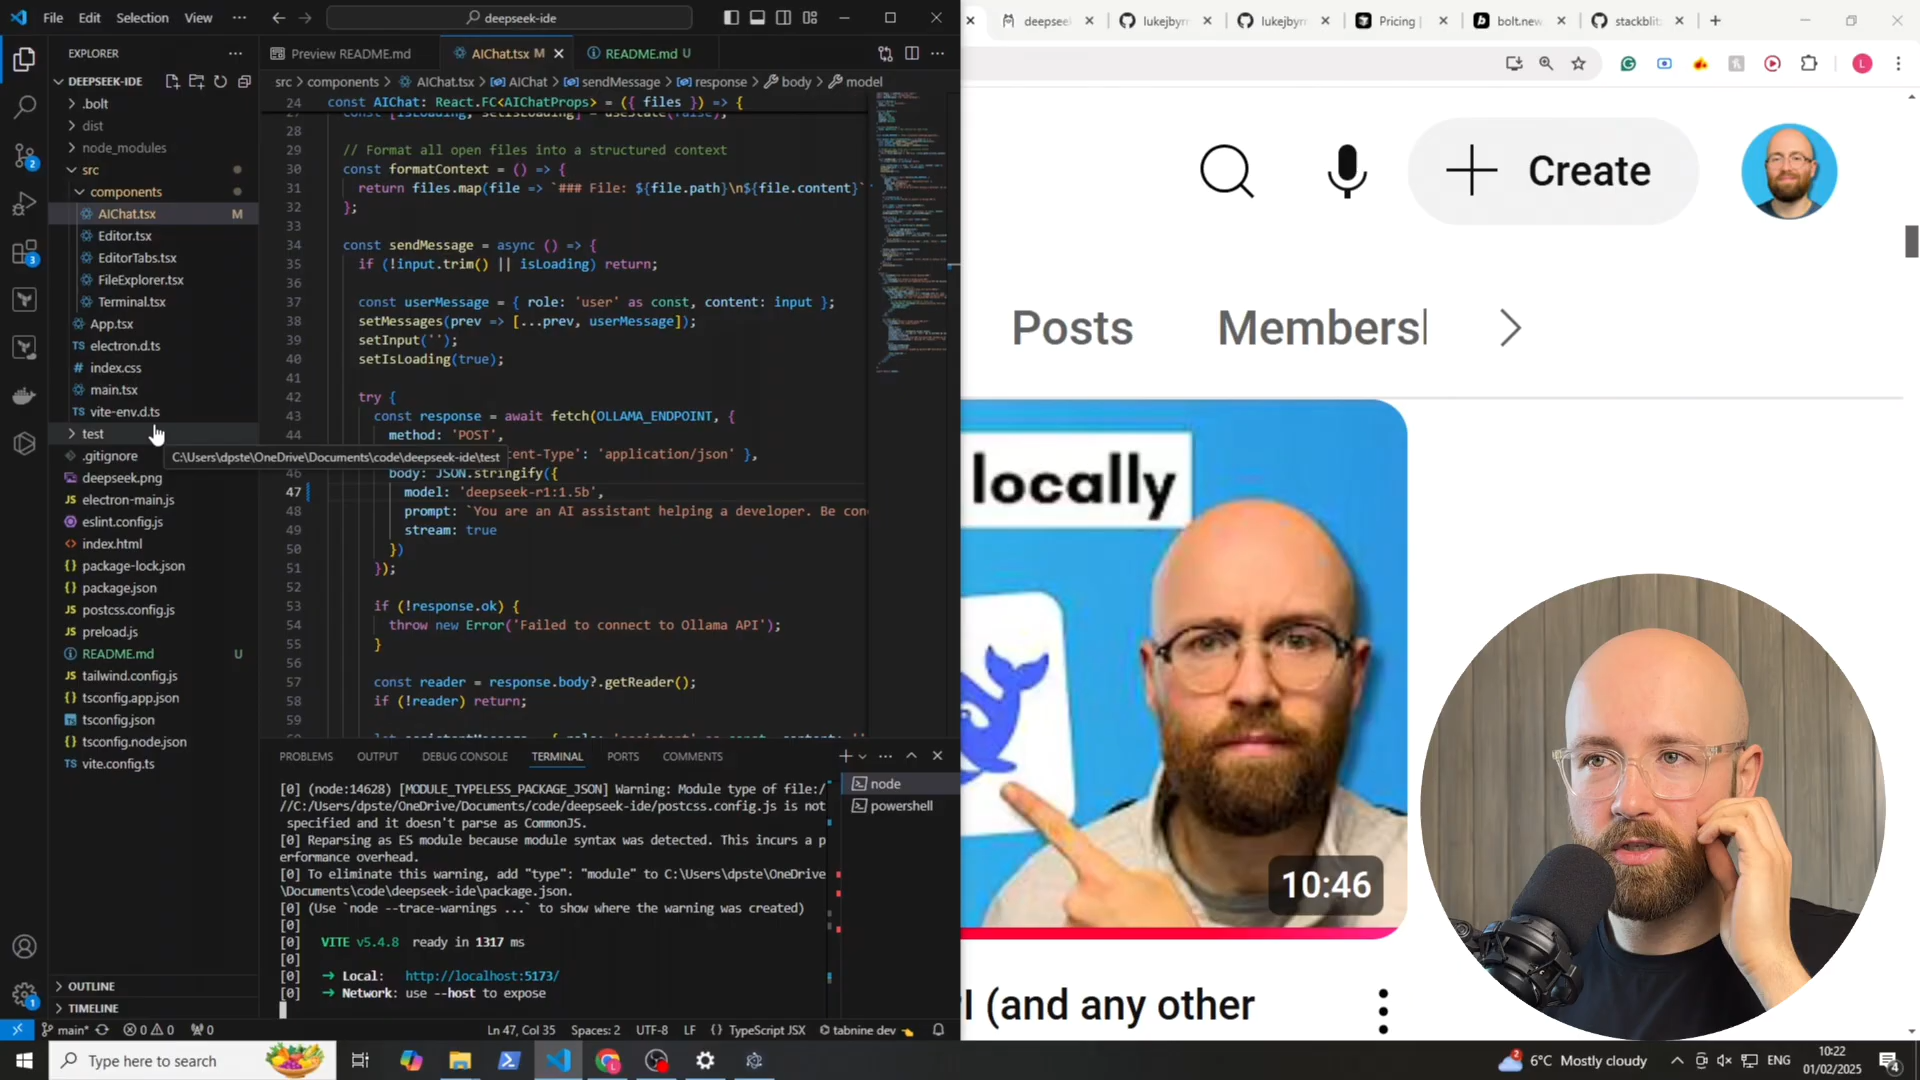 File Edit Selection View ··· deepseek-ide
EXPLORER
DEEPSEEK-IDE
.bolt
dist
node_modules
src
components
AIChat.tsx M
Editor.tsx
EditorTabs.tsx
FileExplorer.tsx
Terminal.tsx
App.tsx
TS electron.d.ts
# index.css
main.tsx
TS vite-env.d.ts
test
.gitignore
deepseek.png
JS electron-main.js
eslint.config.js
<> index.html
{} package-lock.json
{} package.json
JS postcss.config.js
JS preload.js
README.md U
JS tailwind.config.js
{} tsconfig.app.json
tsconfig.json
{} tsconfig.node.json
vite.config.ts
OUTLINE
TIMELINE
Preview README.md AIChat.tsx M README.md U
src > components > AIChat.tsx > AIChat > sendMessage > response > body > model
24 const AIChat: React.FC<AIChatProps> = ({ files }) => {
28
29 // Format all open files into a structured context
30 const formatContext = () => {
31 return files.map(file => `### File: ${file.path}\n${file.content}`
32 };
33
34 const sendMessage = async () => {
35 if (!input.trim() || isLoading) return;
36
37 const userMessage = { role: 'user' as const, content: input };
38 setMessages(prev => [...prev, userMessage]);
39 setInput('');
40 setIsLoading(true);
41
42 try {
43 const response = await fetch(OLLAMA_ENDPOINT, {
44 method: 'POST',
C:\Users\dpste\OneDrive\Documents\code\deepseek-ide\test
ent-Type': 'application/json' },
46 body: JSON.stringify({
47 model: 'deepseek-r1:1.5b',
48 prompt: `You are an AI assistant helping a developer. Be con
49 stream: true
50 })
51 });
52
53 if (!response.ok) {
54 throw new Error('Failed to connect to Ollama API');
55 }
56
57 const reader = response.body?.getReader();
58 if (!reader) return;
59
PROBLEMS OUTPUT DEBUG CONSOLE TERMINAL PORTS COMMENTS
node
powershell
[0] (node:14628) [MODULE_TYPELESS_PACKAGE_JSON] Warning: Module type of file:/
//C:/Users/dpste/OneDrive/Documents/code/deepseek-ide/postcss.config.js is not
specified and it doesn't parse as CommonJS.
[0] Reparsing as ES module because module syntax was detected. This incurs a p
erformance overhead.
[0] To eliminate this warning, add "type": "module" to C:\Users\dpste\OneDrive
\Documents\code\deepseek-ide\package.json.
[0] (Use `node --trace-warnings ...` to show where the warning was created)
[0]
[0] VITE v5.4.8 ready in 1317 ms
[0]
[0] → Local: http://localhost:5173/
[0] → Network: use --host to expose
main* 0 0 0 Ln 47, Col 35 Spaces: 2 UTF-8 LF {} TypeScript JSX tabnine dev
deepsee lukejbyrn lukejbyrn Pricing | bolt.new stackblit
L
Create
Posts Members
locally
10:46
I (and any other
Type here to search
6°C Mostly cloudy ENG 10:22
01/02/2025